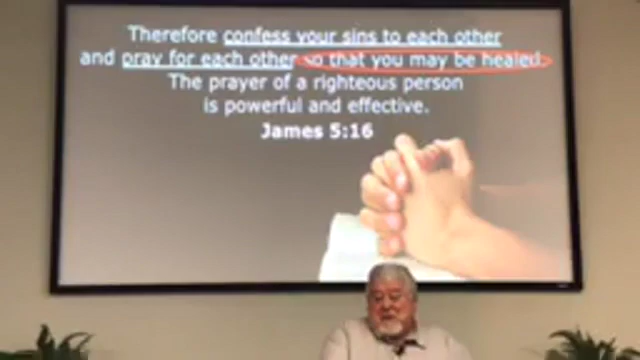 Therefore confess your sins to each other
and pray for each other so that you may be healed.
The prayer of a righteous person
is powerful and effective.
James 5:16